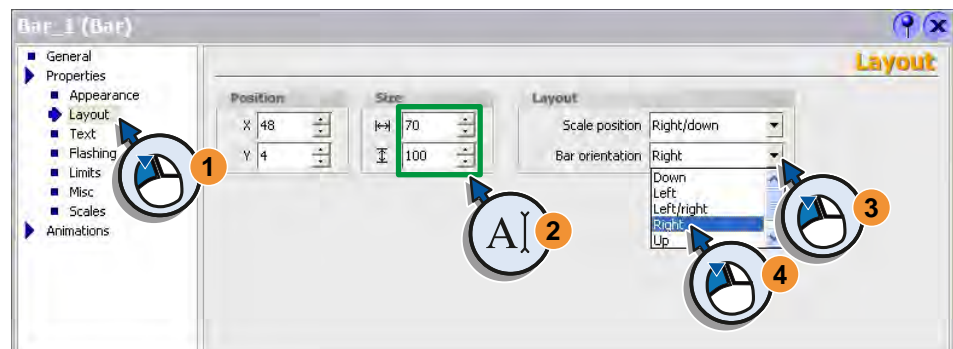 Bar_1 (Bar)
General
Properties
Appearance
Layout
Text
Flashing
Limits
Misc
Scales
Animations
1
Layout
Position
X 48
Y 4
Size
70
100
AI
2
Layout
Scale position Right/down
Bar orientation Right
Down
Left
Left/right
Right
Up
3
4